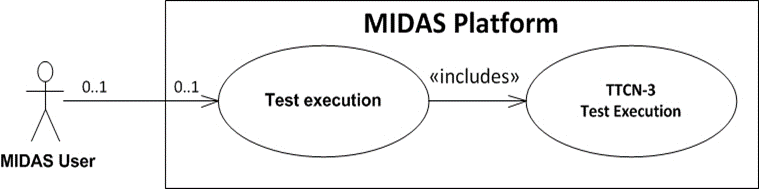 MIDAS Platform
0..1
0..1
Test execution
«includes»
TTCN-3
Test Execution
MIDAS User